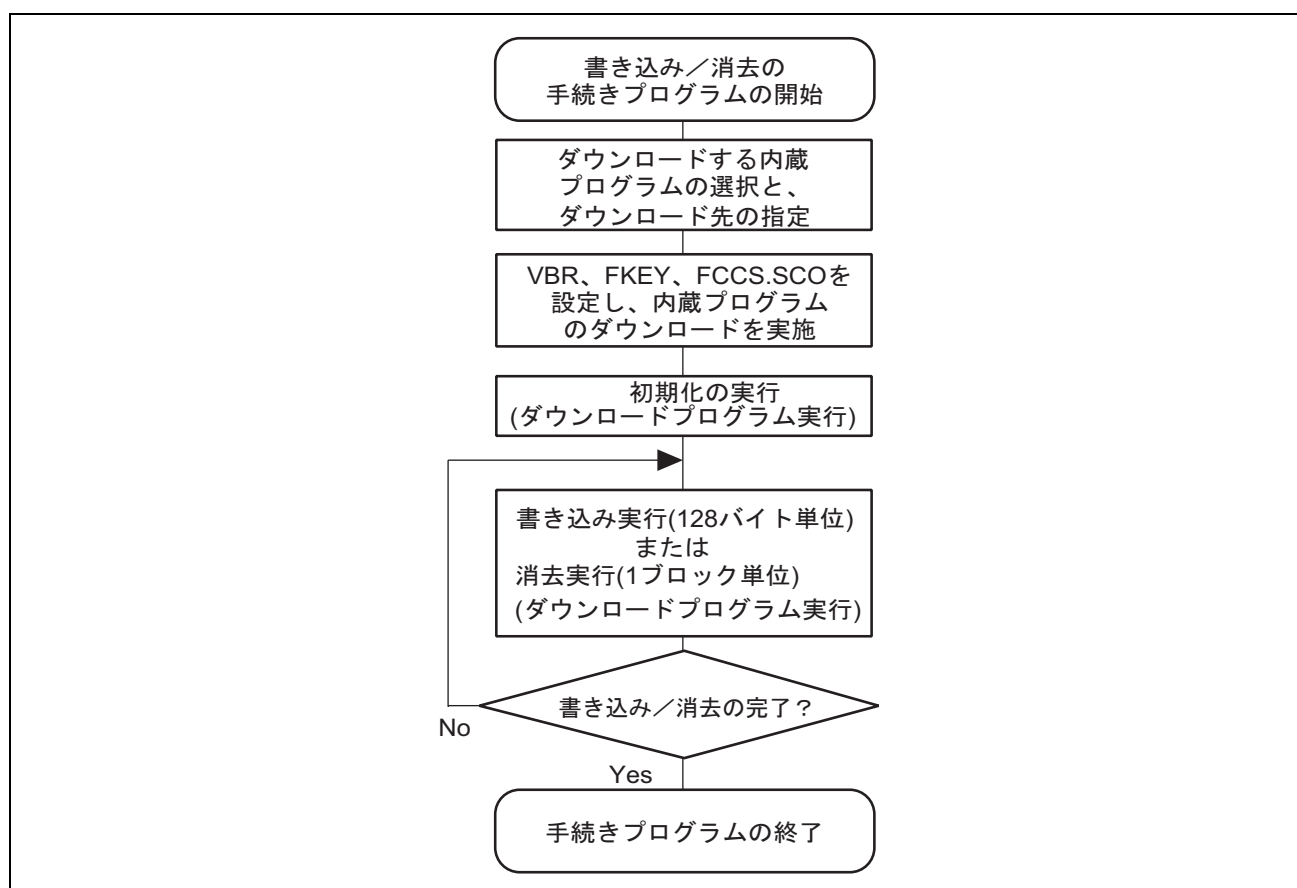 書き込み／消去の
手続きプログラムの開始
ダウンロードする内蔵
プログラムの選択と、
ダウンロード先の指定
VBR、FKEY、FCCS.SCOを
設定し、内蔵プログラム
のダウンロードを実施
初期化の実行
(ダウンロードプログラム実行)
書き込み実行(128バイト単位)
または
消去実行(1ブロック単位)
(ダウンロードプログラム実行)
書き込み／消去の完了？
No
Yes
手続きプログラムの終了